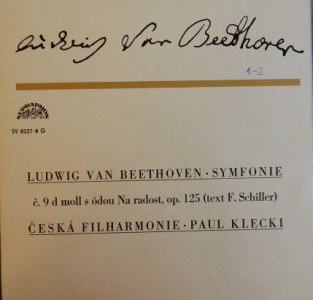 Ludwig Van Beethoven
1-2
SUPRAPHON
SV 8227-8 G
LUDWIG VAN BEETHOVEN · SYMFONIE
č. 9 d moll s ódou Na radost, op. 125 (text F. Schiller)
ČESKÁ FILHARMONIE · PAUL KLECKI